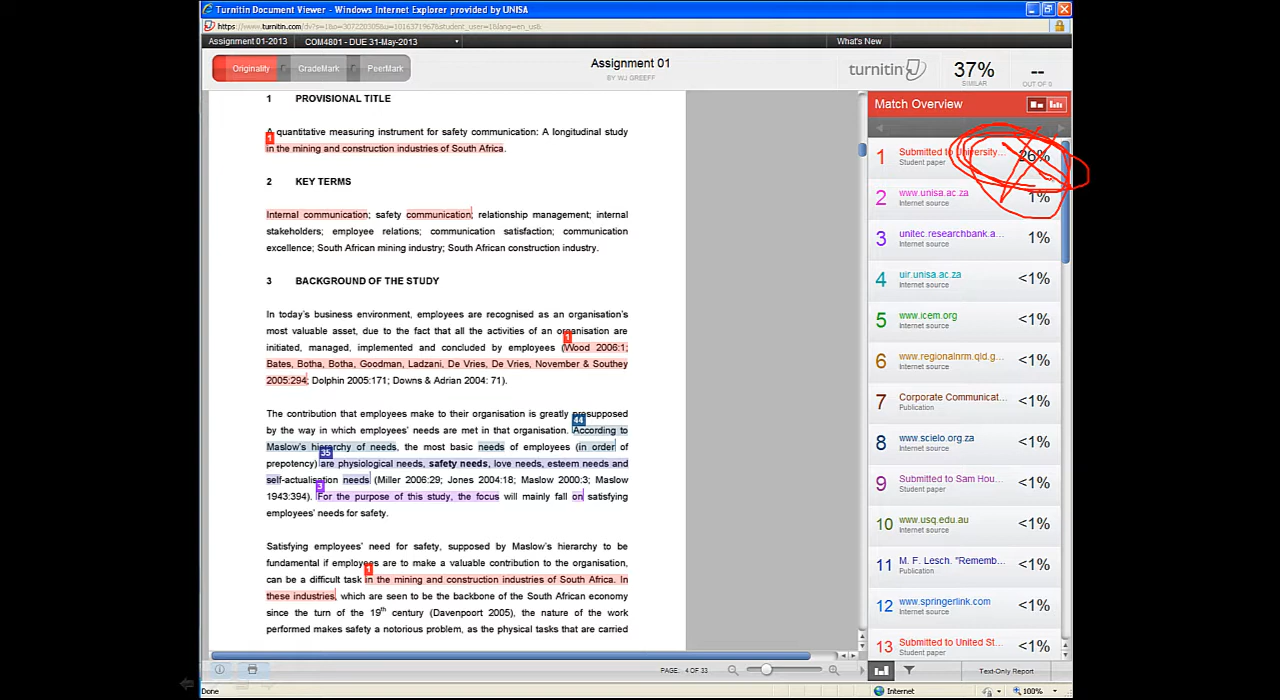 Turnitin Document Viewer - Windows Internet Explorer provided by UNISA
Assignment 01-2013
COM4801 - DUE 31-May-2013
What's New
Originality
GradeMark
PeerMark
Assignment 01
BY WJ GREEFF
turnitin
37%
SIMILAR
--
OUT OF 0
1 PROVISIONAL TITLE
A quantitative measuring instrument for safety communication: A longitudinal study
1
in the mining and construction industries of South Africa.
2 KEY TERMS
Internal communication; safety communication; relationship management; internal
stakeholders; employee relations; communication satisfaction; communication
excellence; South African mining industry; South African construction industry.
3 BACKGROUND OF THE STUDY
In today's business environment, employees are recognised as an organisation's
most valuable asset, due to the fact that all the activities of an organisation are
1
initiated, managed, implemented and concluded by employees (Wood 2006:1;
Bates, Botha, Botha, Goodman, Ladzani, De Vries, De Vries, November & Southey
2005:294; Dolphin 2005:171; Downs & Adrian 2004: 71).
The contribution that employees make to their organisation is greatly presupposed
44
by the way in which employees' needs are met in that organisation. According to
Maslow's hierarchy of needs, the most basic needs of employees (in order of
35
prepotency) are physiological needs, safety needs, love needs, esteem needs and
self-actualisation needs (Miller 2006:29; Jones 2004:18; Maslow 2000:3; Maslow
3
1943:394). For the purpose of this study, the focus will mainly fall on satisfying
employees' needs for safety.
Satisfying employees' need for safety, supposed by Maslow's hierarchy to be
fundamental if employees are to make a valuable contribution to the organisation,
1
can be a difficult task in the mining and construction industries of South Africa. In
these industries, which are seen to be the backbone of the South African economy
since the turn of the 19th century (Davenport 2005), the nature of the work
performed makes safety a notorious problem, as the physical tasks that are carried
Match Overview
1 Submitted to University... 26%
Student paper
2 www.unisa.ac.za 1%
Internet source
3 unitec.researchbank.a... 1%
Internet source
4 uir.unisa.ac.za <1%
Internet source
5 www.icem.org <1%
Internet source
6 www.regionalnrm.qld.g... <1%
Internet source
7 Corporate Communicat... <1%
Publication
8 www.scielo.org.za <1%
Internet source
9 Submitted to Sam Hou... <1%
Student paper
10 www.usq.edu.au <1%
Internet source
11 M. F. Lesch. "Rememb... <1%
Publication
12 www.springerlink.com <1%
Internet source
13 Submitted to United St... <1%
Student paper
PAGE: 4 OF 33
Text-Only Report
Done
Internet
100%